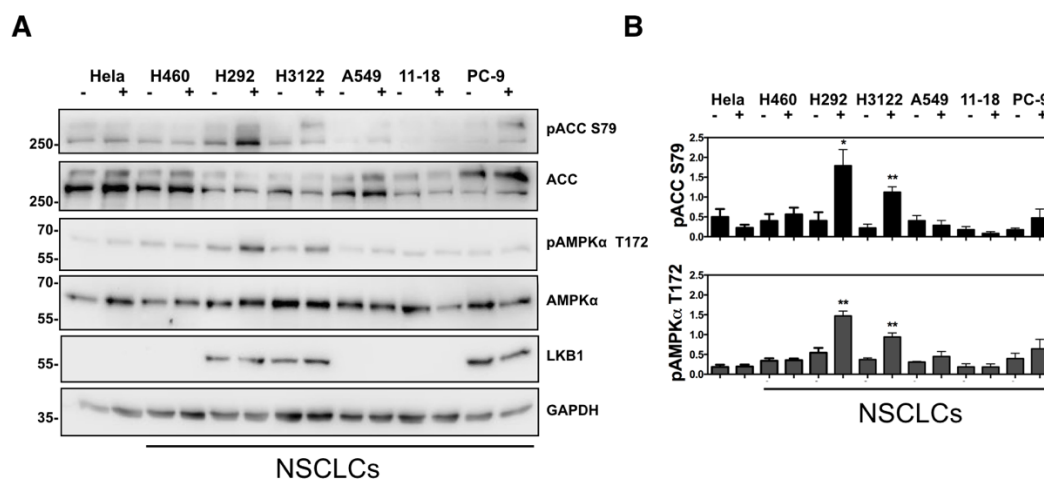 A
Hela H460 H292 H3122 A549 11-18 PC-9
- + - + - + - + - + - + - +
250- pACC S79
ACC
250-
70-
pAMPKα T172
55-
70-
AMPKα
55-
LKB1
55-
GAPDH
35-
NSCLCs
B
Hela H460 H292 H3122 A549 11-18 PC-9
- + - + - + - + - + - + - +
pACC S79
2.5
2.0
1.5
1.0
0.5
0.0
* **
pAMPKα T172
2.5
2.0
1.5
1.0
0.5
0.0
** **
NSCLCs